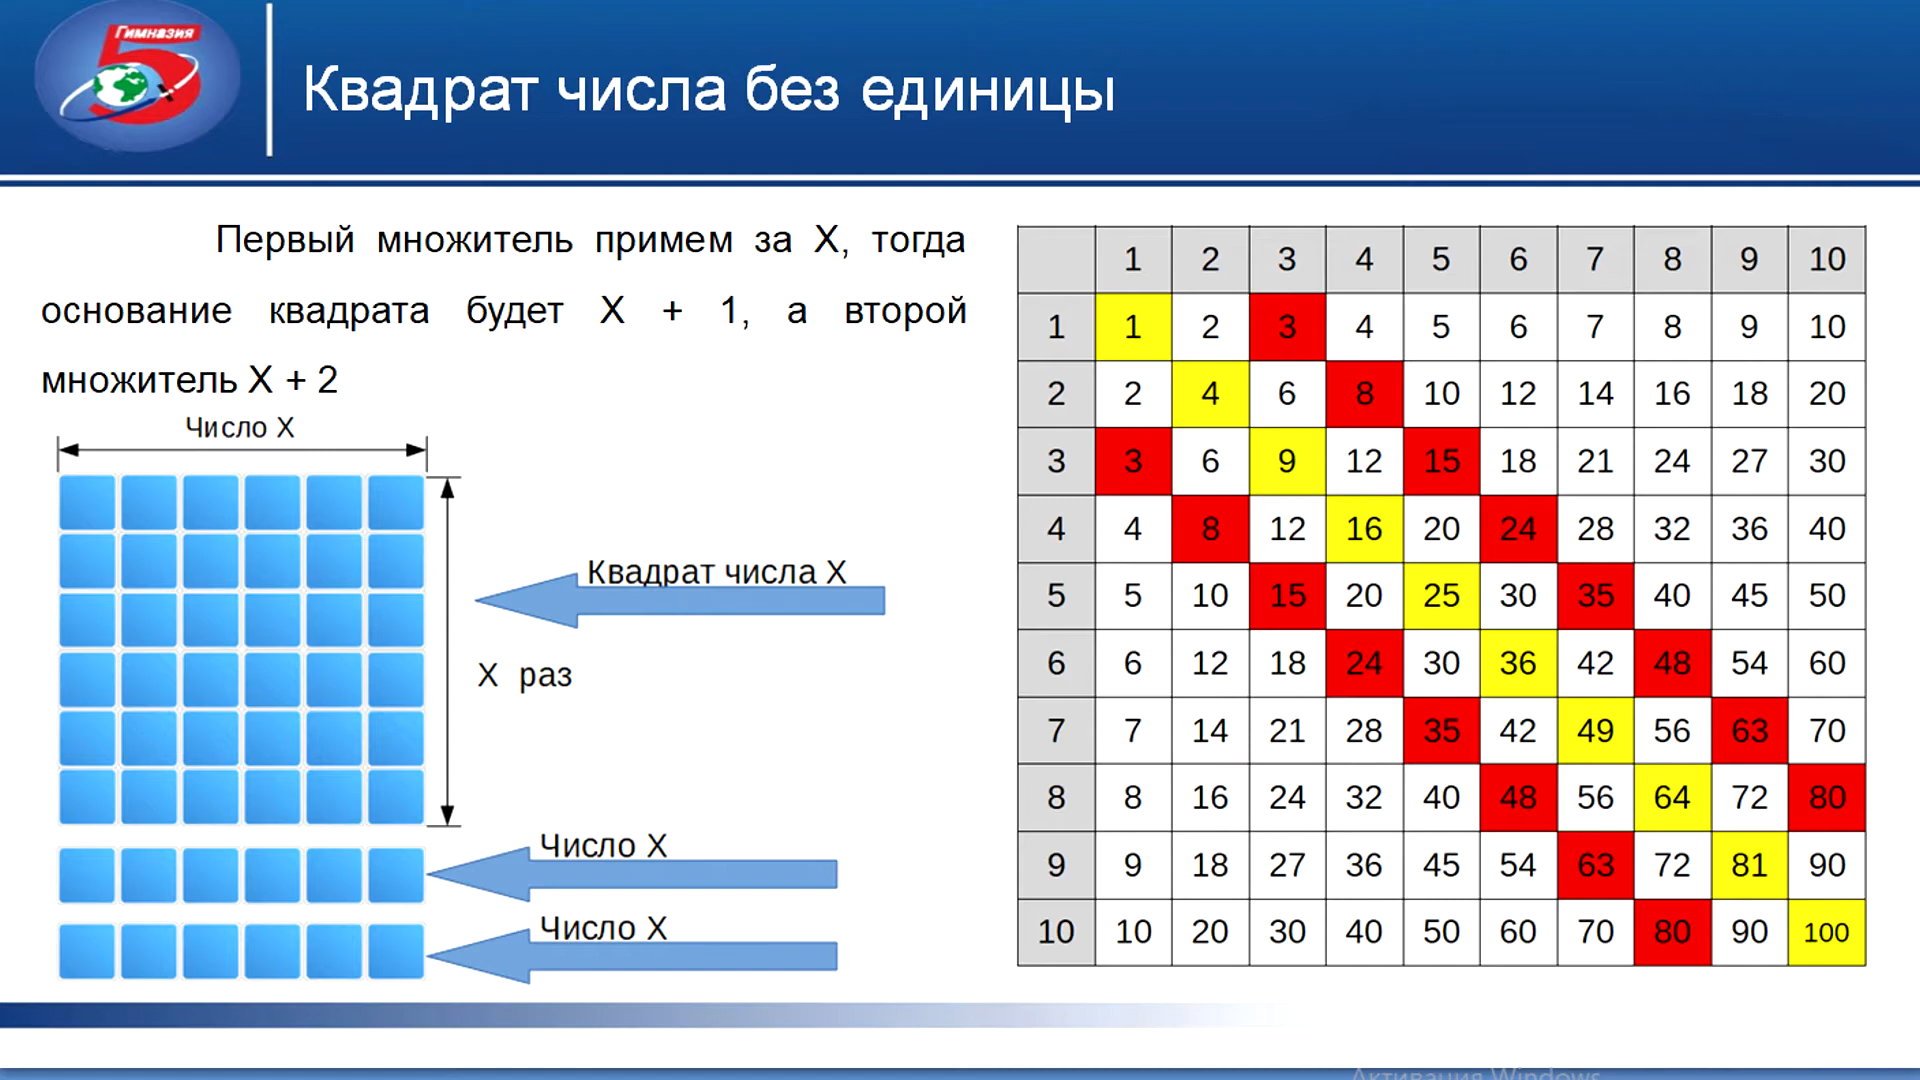 Гимназия
5
Квадрат числа без единицы
Первый множитель примем за X, тогда
основание квадрата будет X + 1, а второй
множитель X + 2
Число X
Квадрат числа X
X раз
Число X
Число X
1 2 3 4 5 6 7 8 9 10
1 1 2 3 4 5 6 7 8 9 10
2 2 4 6 8 10 12 14 16 18 20
3 3 6 9 12 15 18 21 24 27 30
4 4 8 12 16 20 24 28 32 36 40
5 5 10 15 20 25 30 35 40 45 50
6 6 12 18 24 30 36 42 48 54 60
7 7 14 21 28 35 42 49 56 63 70
8 8 16 24 32 40 48 56 64 72 80
9 9 18 27 36 45 54 63 72 81 90
10 10 20 30 40 50 60 70 80 90 100
Активация Windows